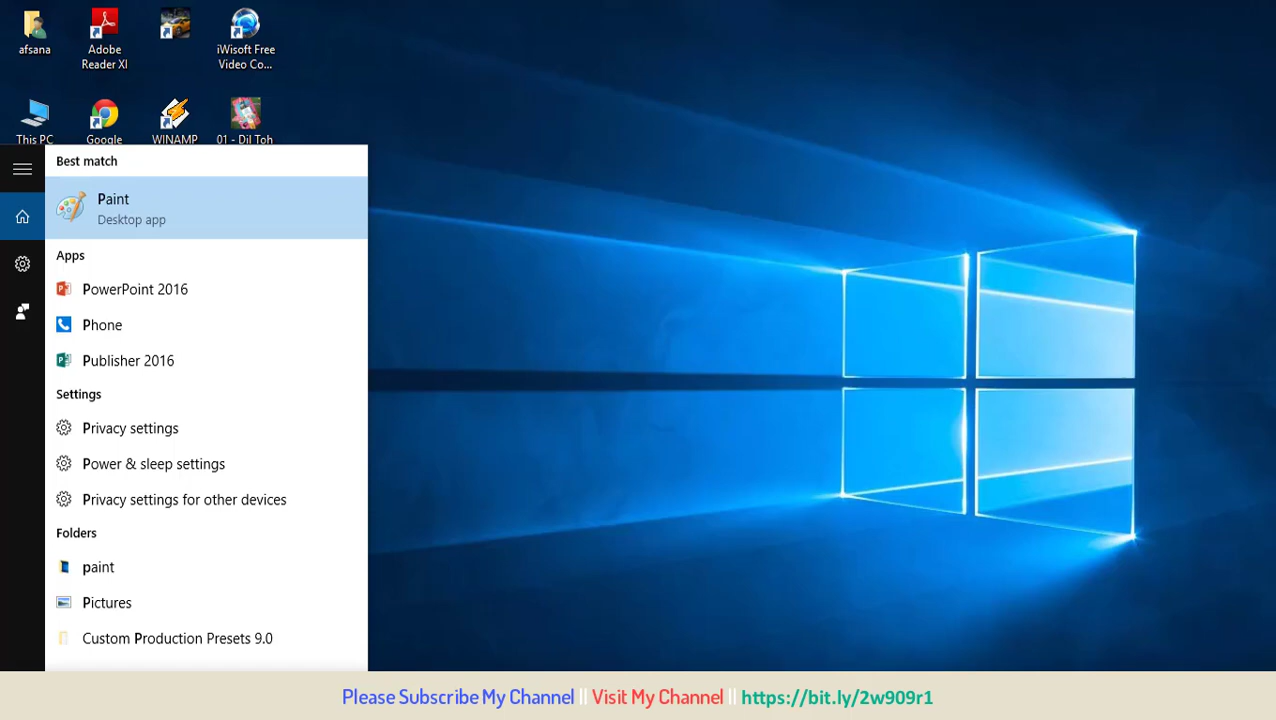 afsana
Adobe
Reader XI
iWisoft Free
Video Co...
This PC
Google
WINAMP
01 - Dil Toh
Best match
Paint
Desktop app
Apps
PowerPoint 2016
Phone
Publisher 2016
Settings
Privacy settings
Power & sleep settings
Privacy settings for other devices
Folders
paint
Pictures
Custom Production Presets 9.0
Please Subscribe My Channel || Visit My Channel || https://bit.ly/2w909r1